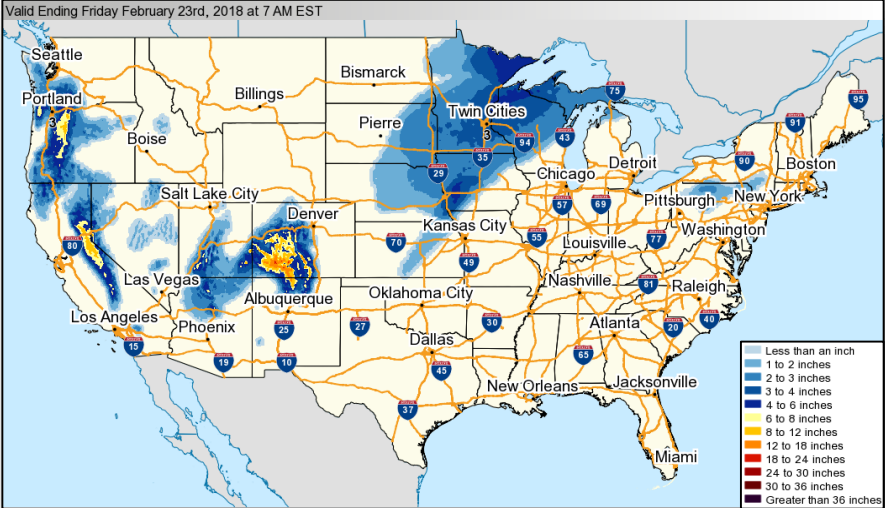 Valid Ending Friday February 23rd, 2018 at 7 AM EST
Seattle
Portland
3
Boise
Billings
Bismarck
Pierre
Twin Cities
3
75
95
91
90
Boston
94
43
35
29
Chicago
Detroit
Salt Lake City
Denver
57
69
Pittsburgh
New York
80
70
Kansas City
55
Louisville
77
Washington
Las Vegas
49
Albuquerque
Oklahoma City
Nashville
81
Raleigh
Los Angeles
Phoenix
25
27
30
Atlanta
20
40
15
19
10
Dallas
45
65
37
New Orleans
Jacksonville
Miami
Less than an inch
1 to 2 inches
2 to 3 inches
3 to 4 inches
4 to 6 inches
6 to 8 inches
8 to 12 inches
12 to 18 inches
18 to 24 inches
24 to 30 inches
30 to 36 inches
Greater than 36 inches